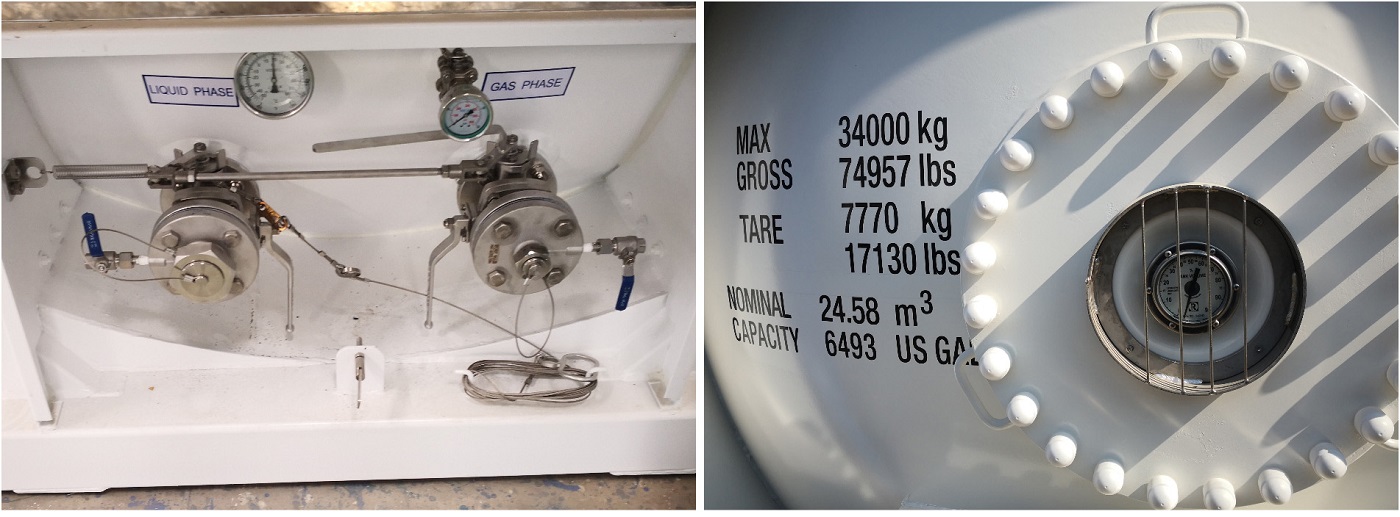 LIQUID PHASE
GAS PHASE
MAX 34000 kg
GROSS 74957 lbs
TARE 7770 kg
17130 lbs
NOMINAL 24.58 m³
CAPACITY 6493 US GAL